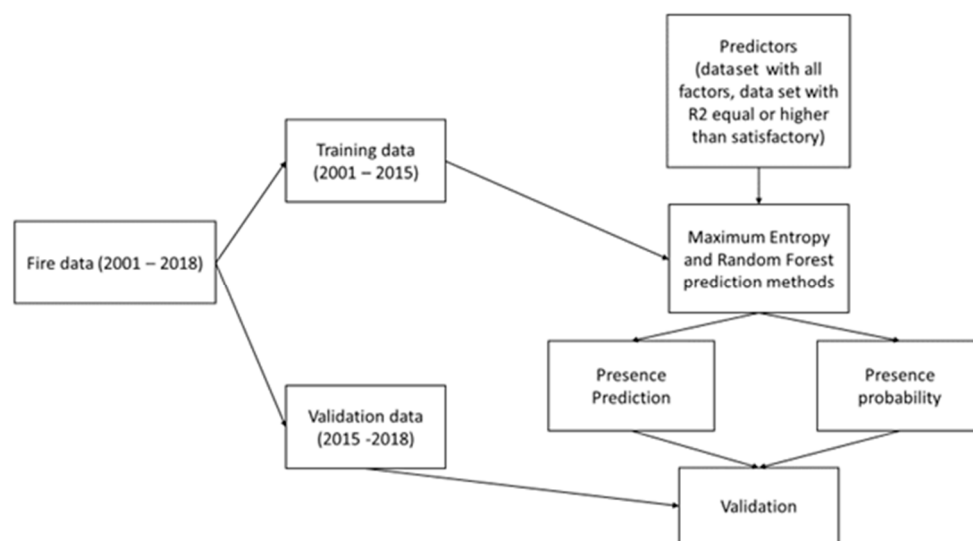 Predictors
(dataset with all
factors, data set with
R2 equal or higher
than satisfactory)
Training data
(2001 – 2015)
Fire data (2001 – 2018)
Maximum Entropy
and Random Forest
prediction methods
Presence
Prediction
Presence
probability
Validation data
(2015 -2018)
Validation